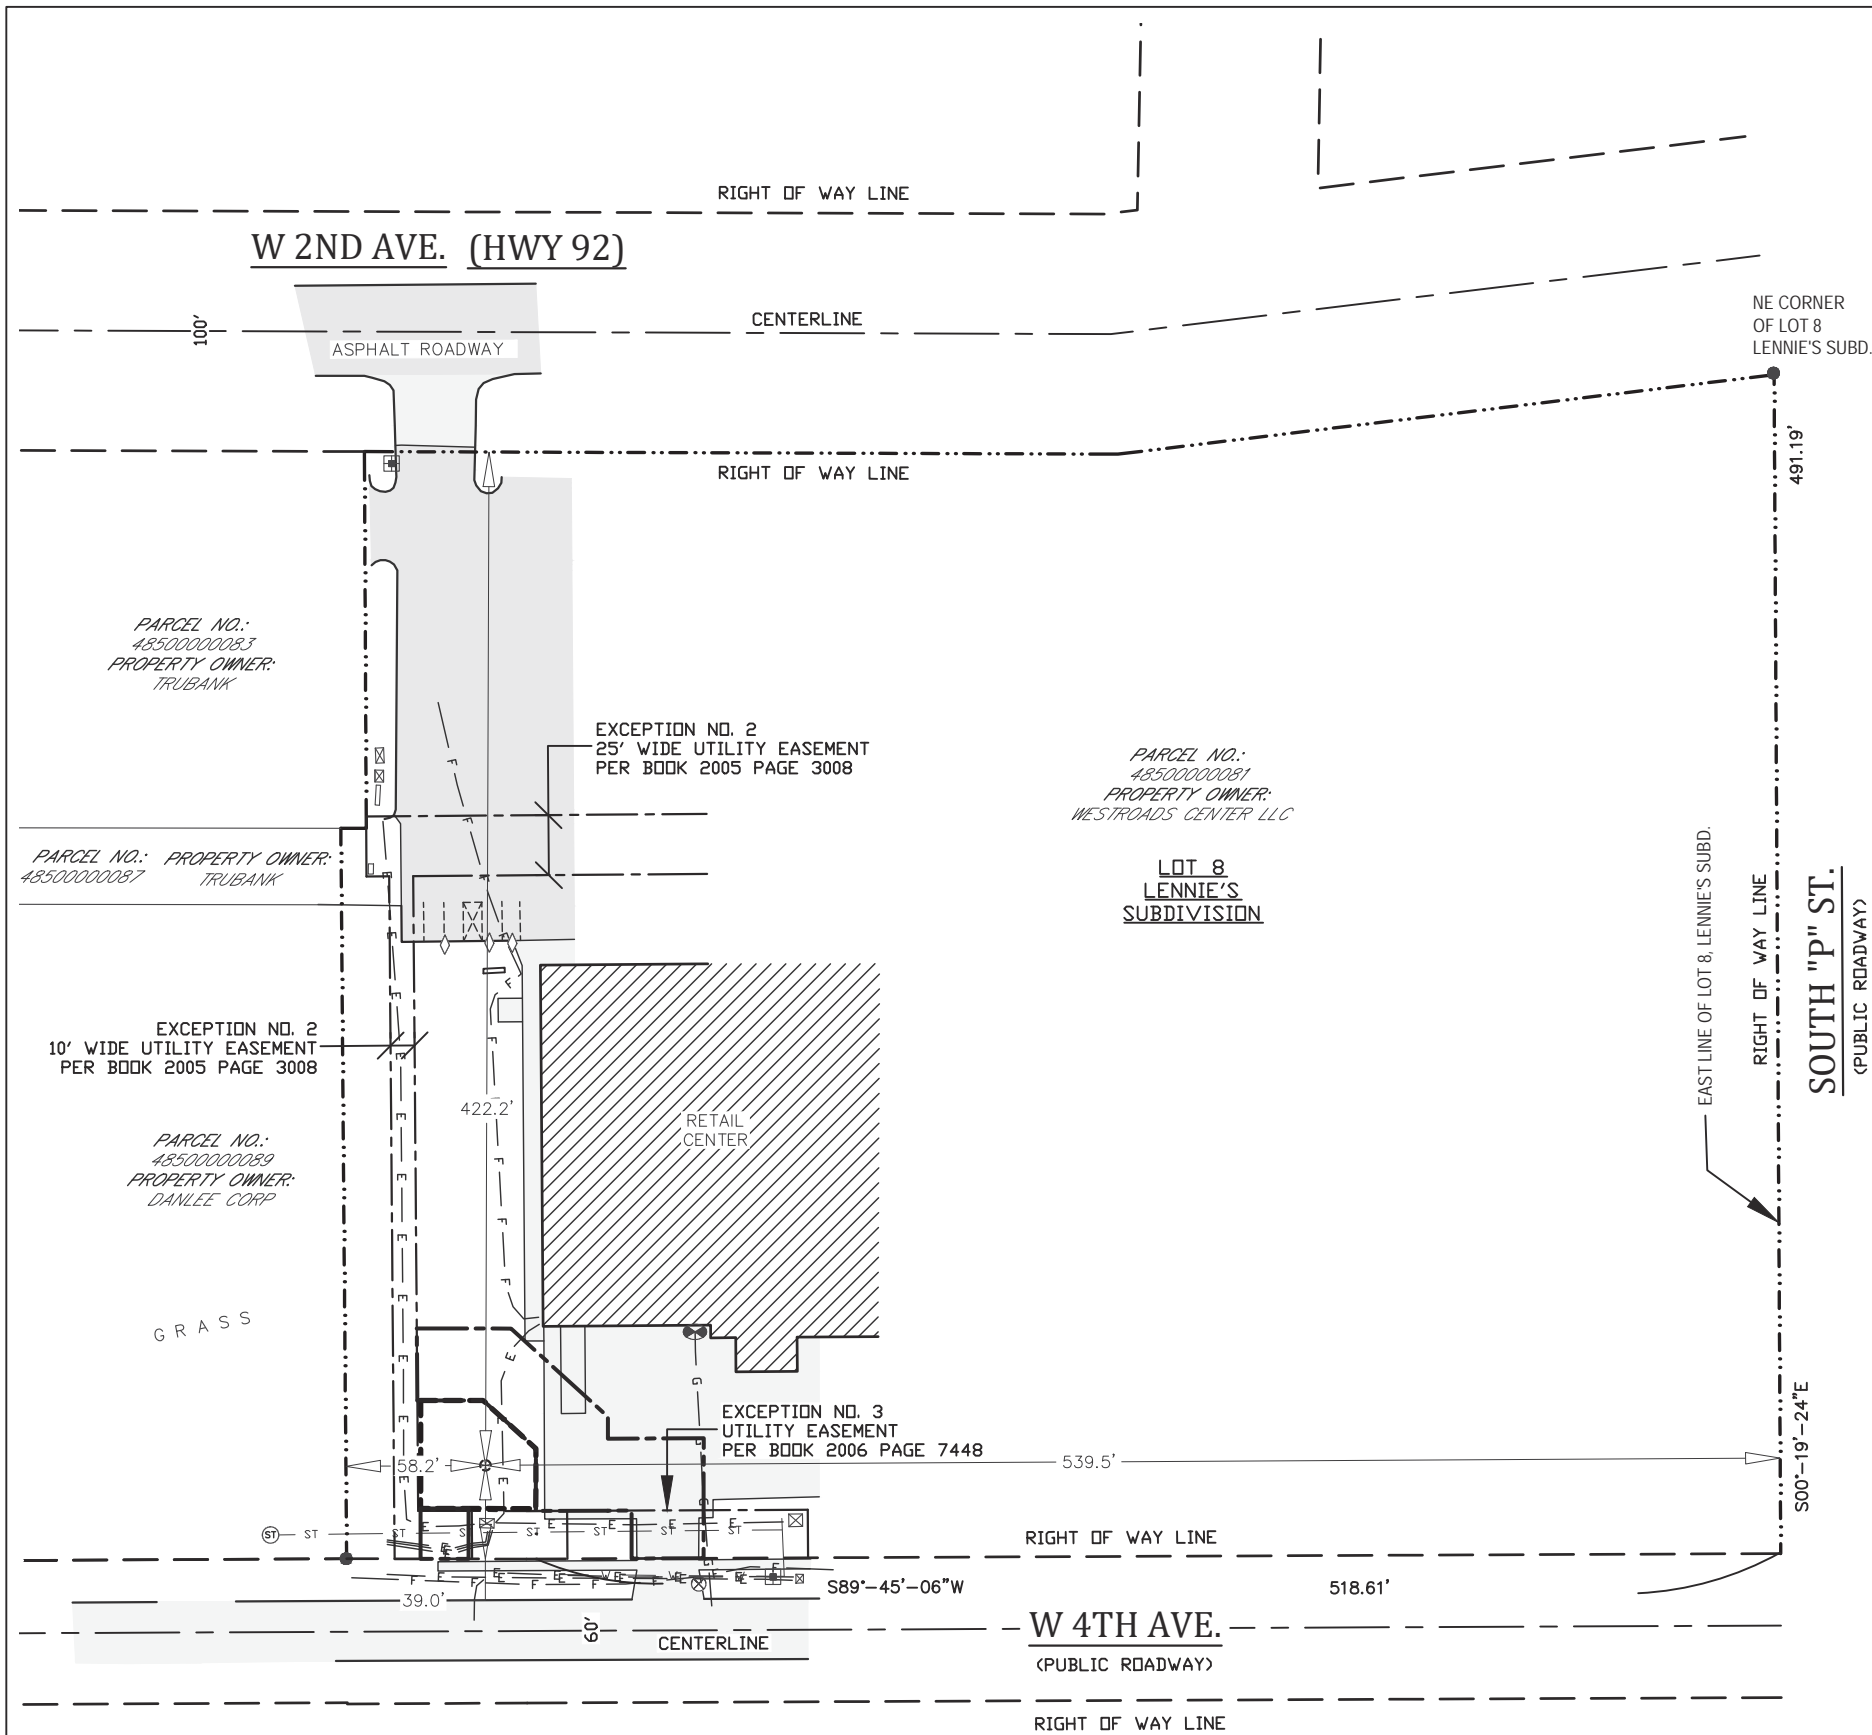 RIGHT OF WAY LINE
W 2ND AVE. (HWY 92)
100'
CENTERLINE
ASPHALT ROADWAY
NE CORNER
OF LOT 8
LENNIE'S SUBD.
RIGHT OF WAY LINE
491.19'
PARCEL NO.:
48500000083
PROPERTY OWNER:
TRUBANK
EXCEPTION NO. 2
25' WIDE UTILITY EASEMENT
PER BOOK 2005 PAGE 3008
PARCEL NO.:
48500000081
PROPERTY OWNER:
WESTROADS CENTER LLC
LOT 8
LENNIE'S
SUBDIVISION
PARCEL NO.: PROPERTY OWNER:
48500000087 TRUBANK
EAST LINE OF LOT 8, LENNIE'S SUBD.
RIGHT OF WAY LINE
SOUTH "P" ST.
(PUBLIC ROADWAY)
EXCEPTION NO. 2
10' WIDE UTILITY EASEMENT
PER BOOK 2005 PAGE 3008
422.2'
RETAIL
CENTER
PARCEL NO.:
48500000089
PROPERTY OWNER:
DANLEE CORP
GRASS
EXCEPTION NO. 3
UTILITY EASEMENT
PER BOOK 2006 PAGE 7448
58.2'
539.5'
S00°-19'-24"E
ST ST ST ST ST ST ST
RIGHT OF WAY LINE
S89°-45'-06"W
518.61'
39.0'
60'
CENTERLINE
W 4TH AVE.
(PUBLIC ROADWAY)
RIGHT OF WAY LINE